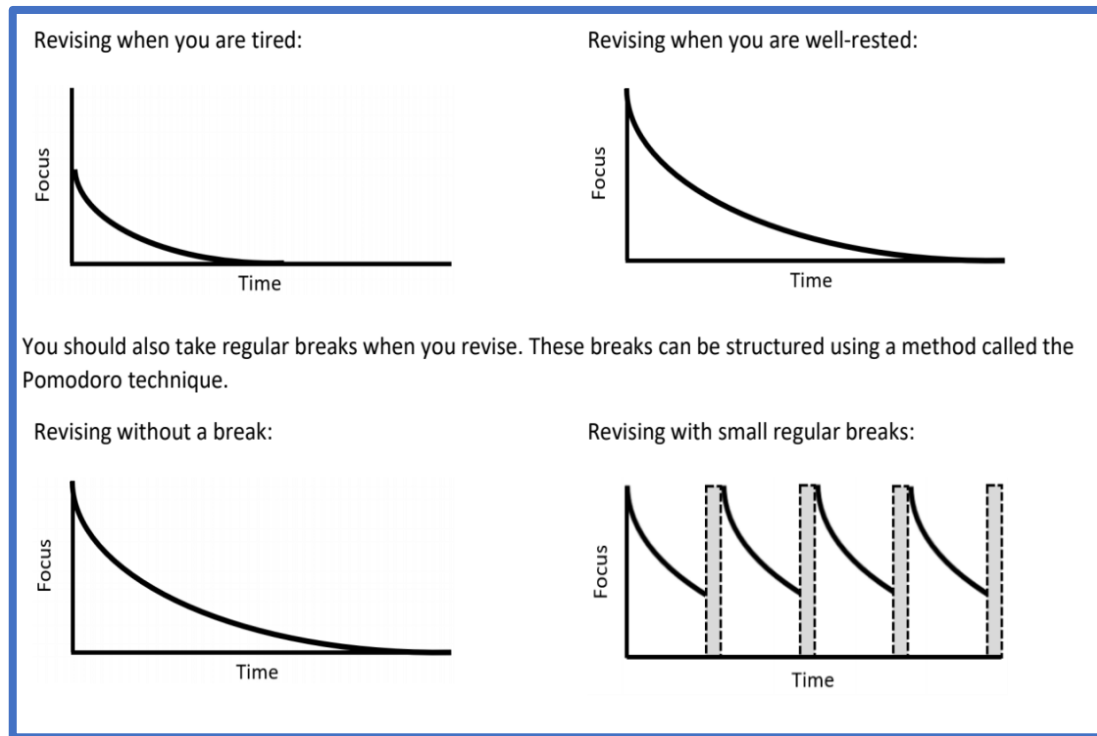 Revising when you are tired:
Revising when you are well-rested:
Focus
Time
Focus
Time
You should also take regular breaks when you revise. These breaks can be structured using a method called the
Pomodoro technique.
Revising without a break:
Revising with small regular breaks:
Focus
Time
Focus
Time